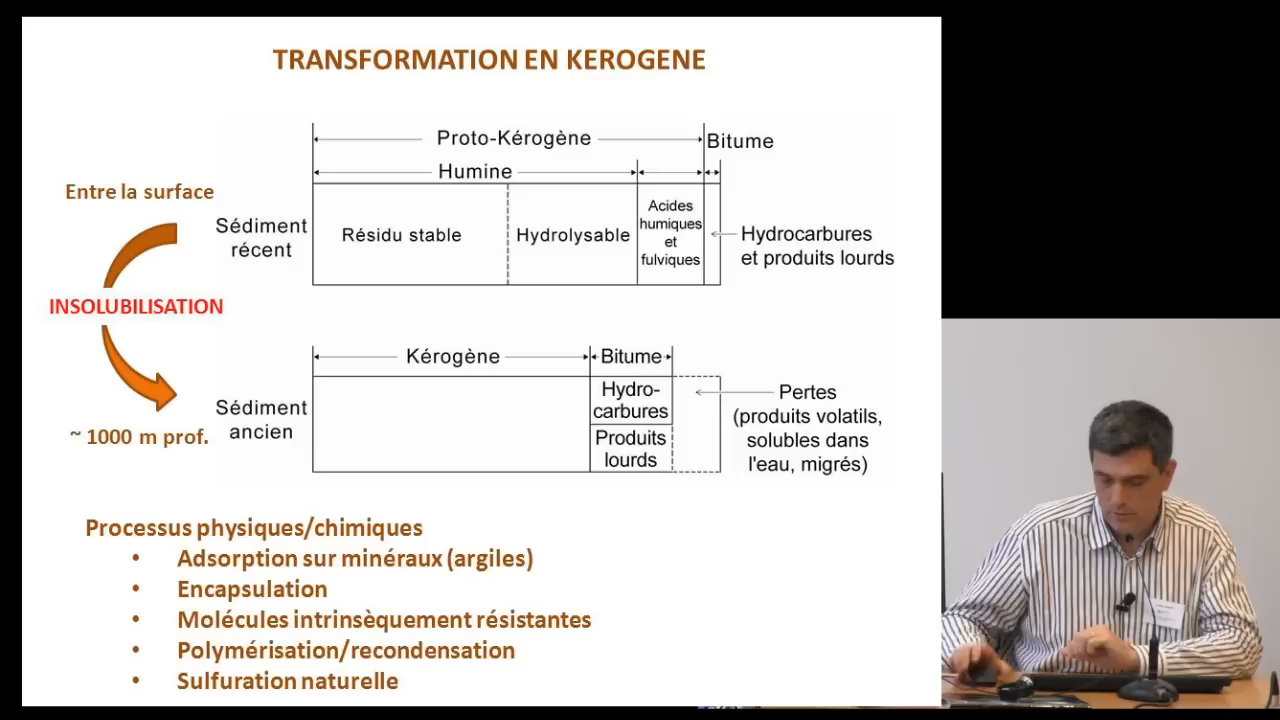 TRANSFORMATION EN KEROGENE
Proto-Kérogène
Bitume
Humine
Entre la surface
Sédiment
récent
Résidu stable
Hydrolysable
Acides
humiques
et
fulviques
Hydrocarbures
et produits lourds
INSOLUBILISATION
Kérogène
Bitume
Sédiment
ancien
Hydro-
carbures
Produits
lourds
Pertes
(produits volatils,
solubles dans
l'eau, migrés)
~ 1000 m prof.
Processus physiques/chimiques
• Adsorption sur minéraux (argiles)
• Encapsulation
• Molécules intrinsèquement résistantes
• Polymérisation/recondensation
• Sulfuration naturelle